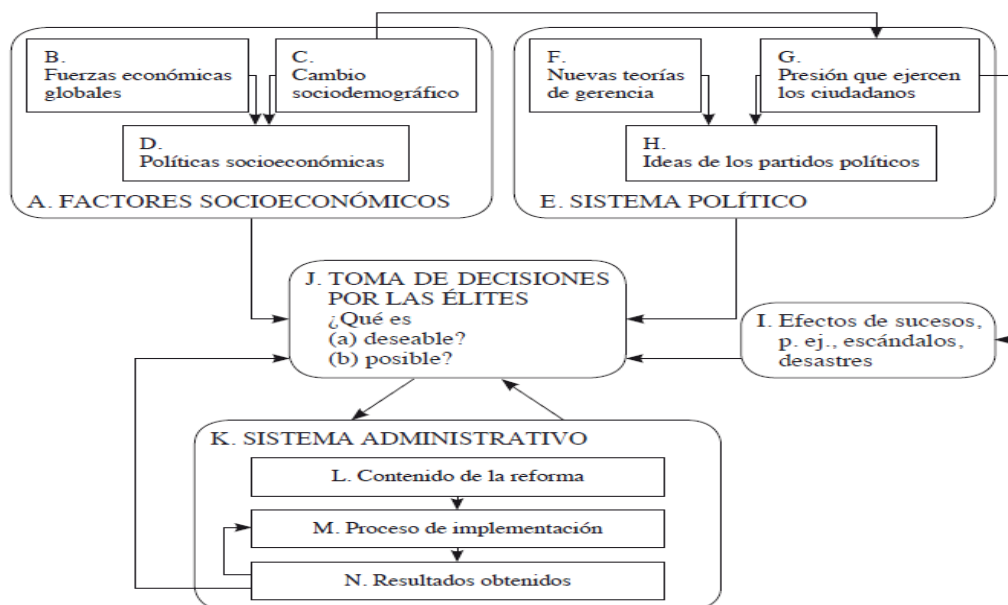 B.
Fuerzas económicas
globales
C.
Cambio
sociodemográfico
D.
Políticas socioeconómicas
A. FACTORES SOCIOECONÓMICOS
F.
Nuevas teorías
de gerencia
G.
Presión que ejercen
los ciudadanos
H.
Ideas de los partidos políticos
E. SISTEMA POLÍTICO
J. TOMA DE DECISIONES
POR LAS ÉLITES
¿Qué es
(a) deseable?
(b) posible?
I. Efectos de sucesos,
p. ej., escándalos,
desastres
K. SISTEMA ADMINISTRATIVO
L. Contenido de la reforma
M. Proceso de implementación
N. Resultados obtenidos